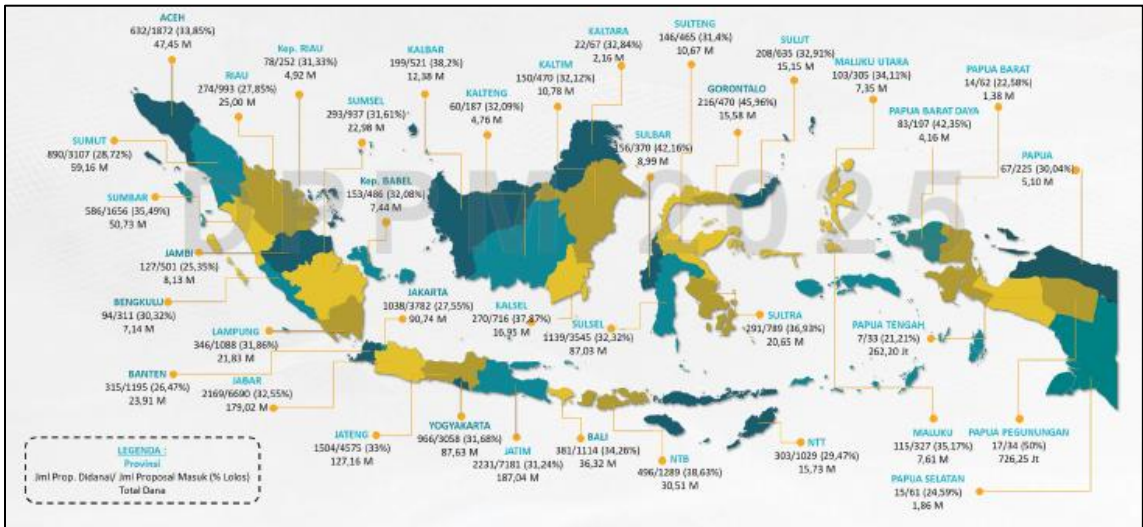 ACEH
632/1872 (33,85%)
47,45 M
Kep. RIAU
78/252 (31,33%)
4,92 M
RIAU
274/993 (27,85%)
25,00 M
SUMUT
890/3107 (28,72%)
59,16 M
SUMBAR
586/1656 (35,49%)
50,73 M
JAMBI
127/501 (25,35%)
8,13 M
BENGKULU
94/311 (30,32%)
7,14 M
LAMPUNG
346/1088 (31,86%)
21,83 M
BANTEN
315/1195 (26,47%)
23,91 M
JABAR
2169/6690 (32,55%)
179,02 M
SUMSEL
293/937 (31,61%)
22,98 M
Kep. BABEL
153/486 (32,08%)
7,44 M
KALBAR
199/521 (38,2%)
12,38 M
KALTENG
60/187 (32,09%)
4,76 M
KALTIM
150/470 (32,12%)
10,78 M
KALTARA
22/67 (32,84%)
2,16 M
SULTENG
146/465 (31,4%)
10,67 M
SULUT
208/635 (32,91%)
15,15 M
GORONTALO
216/470 (45,96%)
15,58 M
SULBAR
156/370 (42,16%)
8,99 M
MALUKU UTARA
103/305 (34,11%)
7,35 M
PAPUA BARAT
14/62 (22,58%)
1,38 M
PAPUA BARAT DAYA
83/197 (42,35%)
4,16 M
PAPUA
67/225 (30,04%)
5,10 M
DPPM 2025
JAKARTA
1038/3782 (27,55%)
90,74 M
KALSEL
270/716 (37,87%)
16,95 M
SULSEL
1139/3545 (32,32%)
87,03 M
SULTRA
291/789 (36,93%)
20,65 M
PAPUA TENGAH
7/33 (21,21%)
262,20 Jt
JATENG
1504/4575 (33%)
127,16 M
YOGYAKARTA
966/3058 (31,68%)
87,63 M
JATIM
2231/7181 (31,24%)
187,04 M
BALI
381/1114 (34,26%)
36,32 M
NTB
496/1289 (38,63%)
30,51 M
NTT
303/1029 (29,47%)
15,73 M
MALUKU
115/327 (35,17%)
7,61 M
PAPUA PEGUNUNGAN
17/34 (50%)
726,25 Jt
PAPUA SELATAN
15/61 (24,59%)
1,86 M
LEGENDA :
Provinsi
Jml Prop. Didanai/ Jml Proposal Masuk (% Lolos)
Total Dana